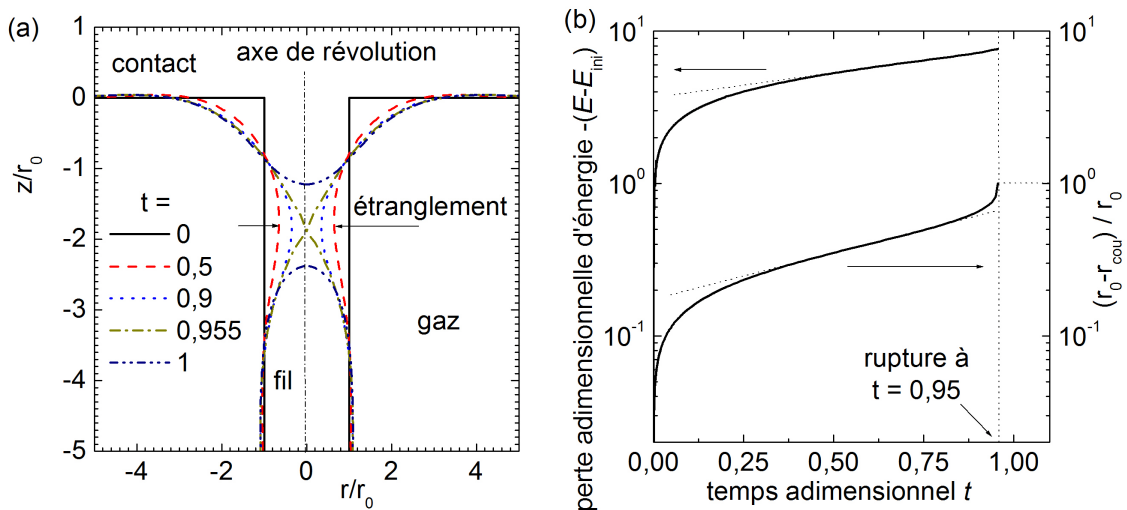 (a)
axe de révolution
contact
1
0
-1
-2
-3
-4
-5
z/r0
t =
0
0,5
0,9
0,955
1
étranglement
gaz
fil
-4 -2 0 2 4
r/r0
(b)
perte adimensionnelle d'énergie -(E-Eini)
10^1
10^0
10^-1
10^1
10^0
10^-1
(r0-rcou) / r0
rupture à
t = 0,95
0,00 0,25 0,50 0,75 1,00
temps adimensionnel t